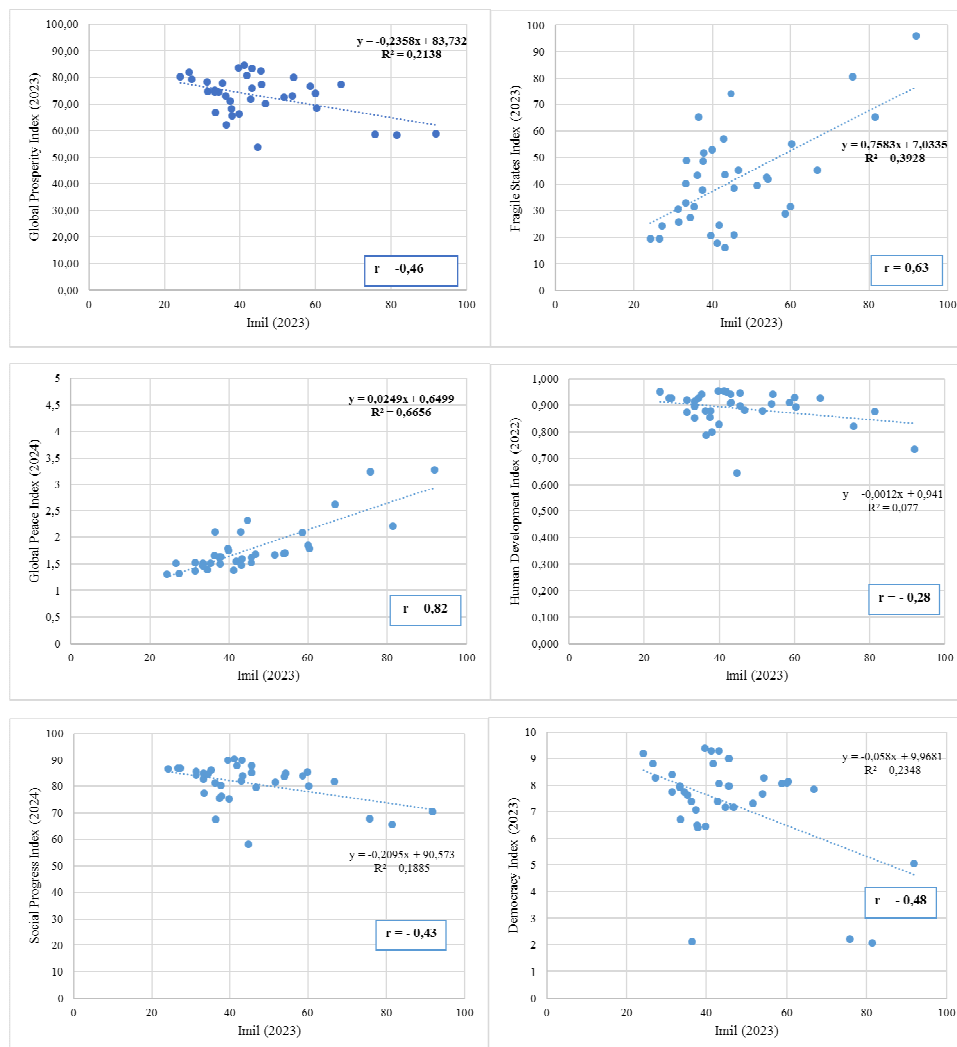 Global Prosperity Index (2023)
100,00
90,00
80,00
70,00
60,00
50,00
40,00
30,00
20,00
10,00
0,00
y = -0,2358x + 83,732
R² = 0,2138
r -0,46
0 20 40 60 80 100
Imil (2023)
Fragile States Index (2023)
100
90
80
70
60
50
40
30
20
10
0
y = 0,7583x + 7,0335
R² = 0,3928
r = 0,63
0 20 40 60 80 100
Imil (2023)
Global Peace Index (2024)
5
4,5
4
3,5
3
2,5
2
1,5
1
0,5
0
y = 0,0249x + 0,6499
R² = 0,6656
r 0,82
0 20 40 60 80 100
Imil (2023)
Human Development Index (2022)
1,000
0,900
0,800
0,700
0,600
0,500
0,400
0,300
0,200
0,100
0,000
y = -0,0012x + 0,941
R² = 0,077
r = - 0,28
0 20 40 60 80 100
Imil (2023)
Social Progress Index (2024)
100
90
80
70
60
50
40
30
20
10
0
y = -0,2095x + 90,573
R² = 0,1885
r = - 0,43
0 20 40 60 80 100
Imil (2023)
Democracy Index (2023)
10
9
8
7
6
5
4
3
2
1
0
y = -0,058x + 9,9681
R² = 0,2348
r - 0,48
0 20 40 60 80 100
Imil (2023)